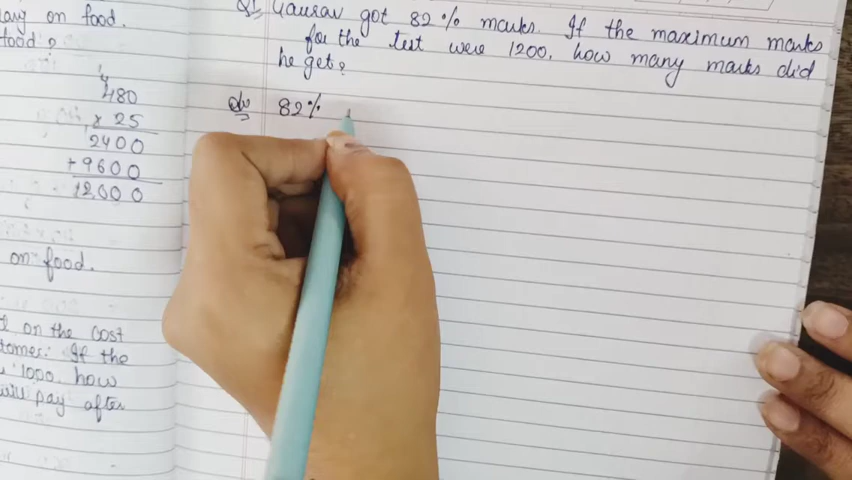 on food.
food?
480
x 25
2400
+9600
12000
on food.
on the cost
If the
1000. how
will pay after
Q1 Gaurav got 82% marks. If the maximum marks
for the test were 1200, how many marks did
he get?
82%